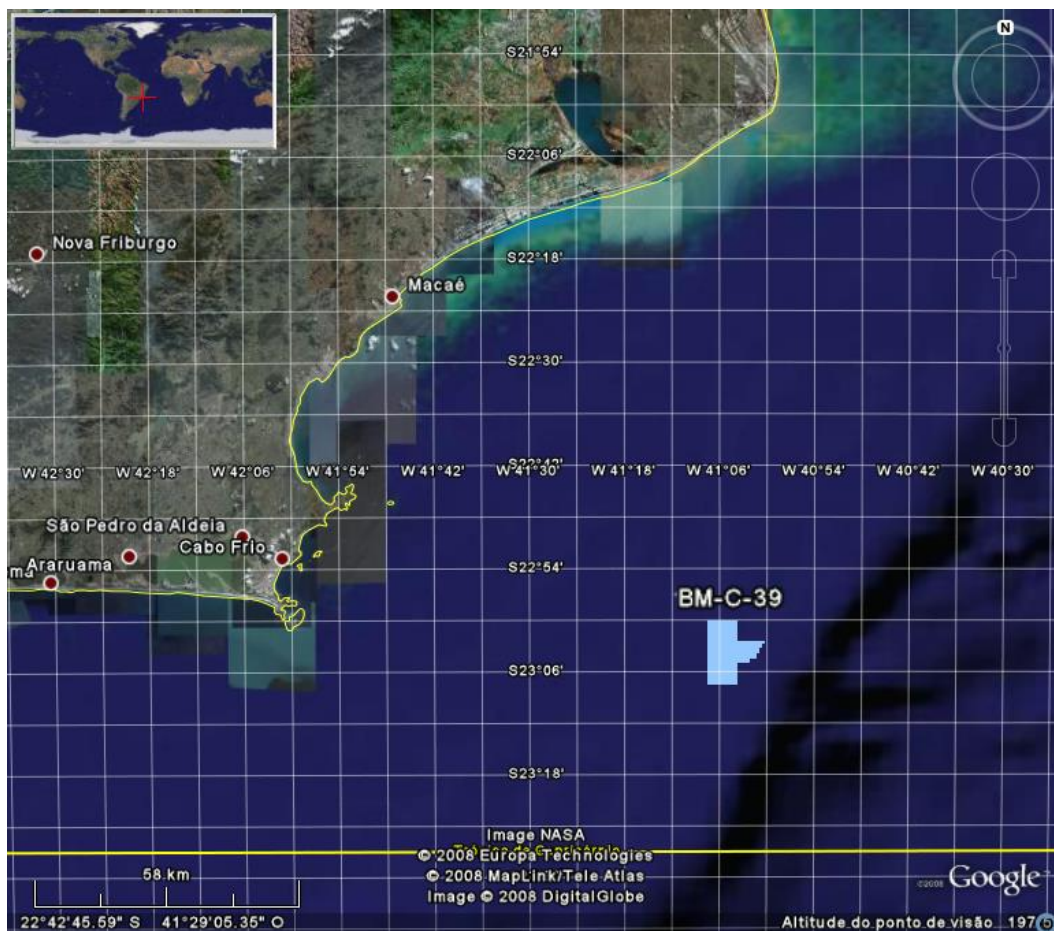 N
S21°54'
S22°06'
Nova Friburgo
S22°18'
Macaé
S22°30'
S22°42'
W 42°30' W 42°18' W 42°06' W 41°54' W 41°42' W 41°30' W 41°18' W 41°06' W 40°54' W 40°42' W 40°30'
São Pedro da Aldeia
Cabo Frio
Araruama
S22°54'
BM-C-39
S23°06'
S23°18'
Image NASA
© 2008 Europa Technologies
© 2008 MapLink/Tele Atlas
Image © 2008 DigitalGlobe
58 km
©2008 Google
22°42'45.59" S 41°29'05.35" O
Altitude do ponto de visão 197